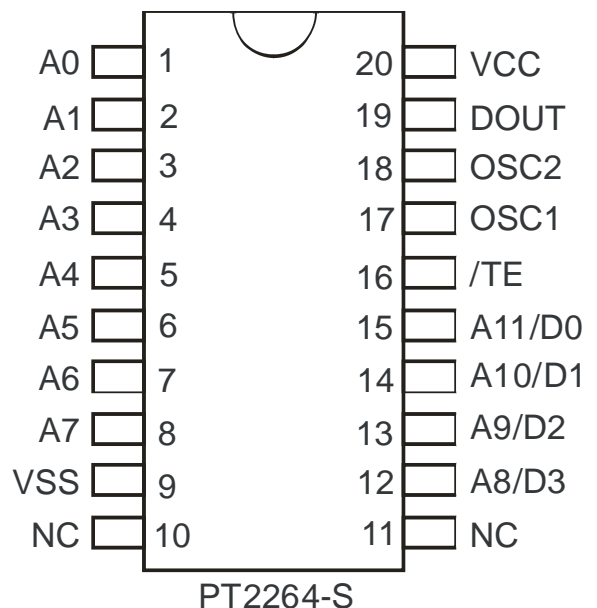 A0 1 20 VCC
A1 2 19 DOUT
A2 3 18 OSC2
A3 4 17 OSC1
A4 5 16 /TE
A5 6 15 A11/D0
A6 7 14 A10/D1
A7 8 13 A9/D2
VSS 9 12 A8/D3
NC 10 11 NC
PT2264-S